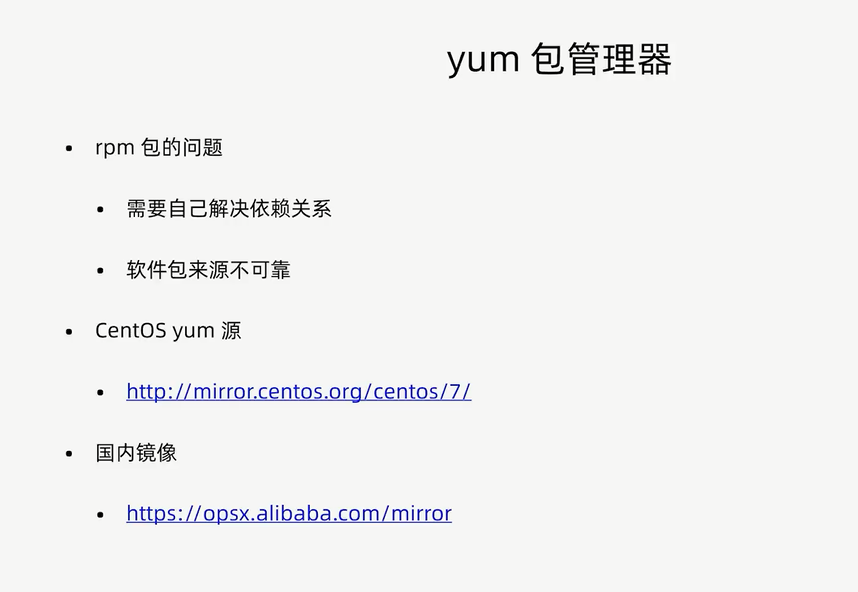 yum 包管理器
• rpm 包的问题
• 需要自己解决依赖关系
• 软件包来源不可靠
• CentOS yum 源
• http://mirror.centos.org/centos/7/
• 国内镜像
• https://opsx.alibaba.com/mirror